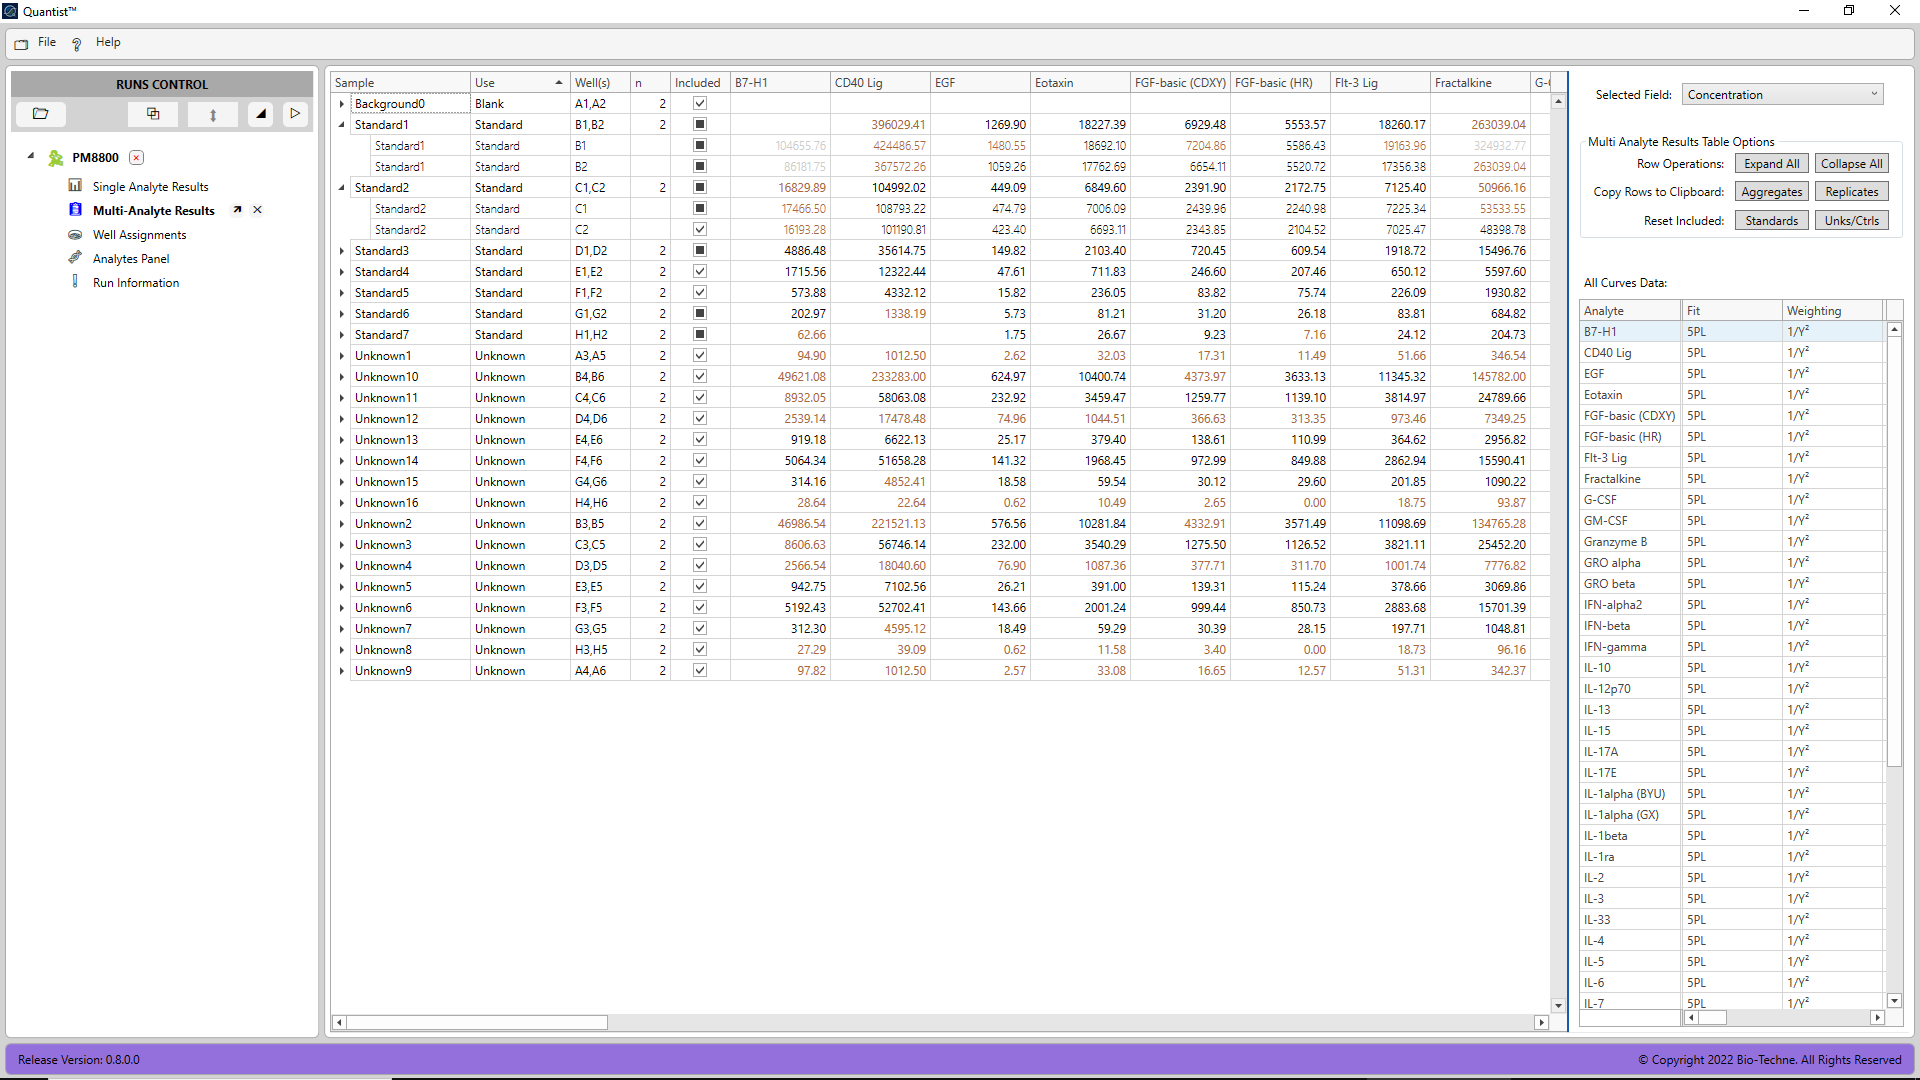 Quantist™
File Help
RUNS CONTROL
PM8800
Single Analyte Results
Multi-Analyte Results
Well Assignments
Analytes Panel
Run Information
Sample Use Well(s) n Included B7-H1 CD40 Lig EGF Eotaxin FGF-basic (CDXY) FGF-basic (HR) Flt-3 Lig Fractalkine
Background0 Blank A1,A2 2
Standard1 Standard B1,B2 2 396029.41 1269.90 18227.39 6929.48 5553.57 18260.17 263039.04
Standard1 Standard B1 104655.76 424486.57 1480.55 18692.10 7204.86 5586.43 19163.96 324932.77
Standard1 Standard B2 86181.75 367572.26 1059.26 17762.69 6654.11 5520.72 17356.38 263039.04
Standard2 Standard C1,C2 2 16829.89 104992.02 449.09 6849.60 2391.90 2172.75 7125.40 50966.16
Standard2 Standard C1 17466.50 108793.22 474.79 7006.09 2439.96 2240.98 7225.34 53533.55
Standard2 Standard C2 16193.28 101190.81 423.40 6693.11 2343.85 2104.52 7025.47 48398.78
Standard3 Standard D1,D2 2 4886.48 35614.75 149.82 2103.40 720.45 609.54 1918.72 15496.76
Standard4 Standard E1,E2 2 1715.56 12322.44 47.61 711.83 246.60 207.46 650.12 5597.60
Standard5 Standard F1,F2 2 573.88 4332.12 15.82 236.05 83.82 75.74 226.09 1930.82
Standard6 Standard G1,G2 2 202.97 1338.19 5.73 81.21 31.20 26.18 83.81 684.82
Standard7 Standard H1,H2 2 62.66 1.75 26.67 9.23 7.16 24.12 204.73
Unknown1 Unknown A3,A5 2 94.90 1012.50 2.62 32.03 17.31 11.49 51.66 346.54
Unknown10 Unknown B4,B6 2 49621.08 233283.00 624.97 10400.74 4373.97 3633.13 11345.32 145782.00
Unknown11 Unknown C4,C6 2 8932.05 58063.08 232.92 3459.47 1259.77 1139.10 3814.97 24789.66
Unknown12 Unknown D4,D6 2 2539.14 17478.48 74.96 1044.51 366.63 313.35 973.46 7349.25
Unknown13 Unknown E4,E6 2 919.18 6622.13 25.17 379.40 138.61 110.99 364.62 2956.82
Unknown14 Unknown F4,F6 2 5064.34 51658.28 141.32 1968.45 972.99 849.88 2862.94 15590.41
Unknown15 Unknown G4,G6 2 314.16 4852.41 18.58 59.54 30.12 29.60 201.85 1090.22
Unknown16 Unknown H4,H6 2 28.64 22.64 0.62 10.49 2.65 0.00 18.75 93.87
Unknown2 Unknown B3,B5 2 46986.54 221521.13 576.56 10281.84 4332.91 3571.49 11098.69 134765.28
Unknown3 Unknown C3,C5 2 8606.63 56746.14 232.00 3540.29 1275.50 1126.52 3821.11 25452.20
Unknown4 Unknown D3,D5 2 2566.54 18040.60 76.90 1087.36 377.71 311.70 1001.74 7776.82
Unknown5 Unknown E3,E5 2 942.75 7102.56 26.21 391.00 139.31 115.24 378.66 3069.86
Unknown6 Unknown F3,F5 2 5192.43 52702.41 143.66 2001.24 999.44 850.73 2883.68 15701.39
Unknown7 Unknown G3,G5 2 312.30 4595.12 18.49 59.29 30.39 28.15 197.71 1048.81
Unknown8 Unknown H3,H5 2 27.29 39.09 0.62 11.58 3.40 0.00 18.73 96.16
Unknown9 Unknown A4,A6 2 97.82 1012.50 2.57 33.08 16.65 12.57 51.31 342.37
Selected Field: Concentration
Multi Analyte Results Table Options
Row Operations: Expand All Collapse All
Copy Rows to Clipboard: Aggregates Replicates
Reset Included: Standards Unks/Ctrls
All Curves Data:
Analyte Fit Weighting
B7-H1 5PL 1/Y²
CD40 Lig 5PL 1/Y²
EGF 5PL 1/Y²
Eotaxin 5PL 1/Y²
FGF-basic (CDXY) 5PL 1/Y²
FGF-basic (HR) 5PL 1/Y²
Flt-3 Lig 5PL 1/Y²
Fractalkine 5PL 1/Y²
G-CSF 5PL 1/Y²
GM-CSF 5PL 1/Y²
Granzyme B 5PL 1/Y²
GRO alpha 5PL 1/Y²
GRO beta 5PL 1/Y²
IFN-alpha2 5PL 1/Y²
IFN-beta 5PL 1/Y²
IFN-gamma 5PL 1/Y²
IL-10 5PL 1/Y²
IL-12p70 5PL 1/Y²
IL-13 5PL 1/Y²
IL-15 5PL 1/Y²
IL-17A 5PL 1/Y²
IL-17E 5PL 1/Y²
IL-1alpha (BYU) 5PL 1/Y²
IL-1alpha (GX) 5PL 1/Y²
IL-1beta 5PL 1/Y²
IL-1ra 5PL 1/Y²
IL-2 5PL 1/Y²
IL-3 5PL 1/Y²
IL-33 5PL 1/Y²
IL-4 5PL 1/Y²
IL-5 5PL 1/Y²
IL-6 5PL 1/Y²
IL-7 5PL 1/Y²
Release Version: 0.8.0.0
© Copyright 2022 Bio-Techne. All Rights Reserved